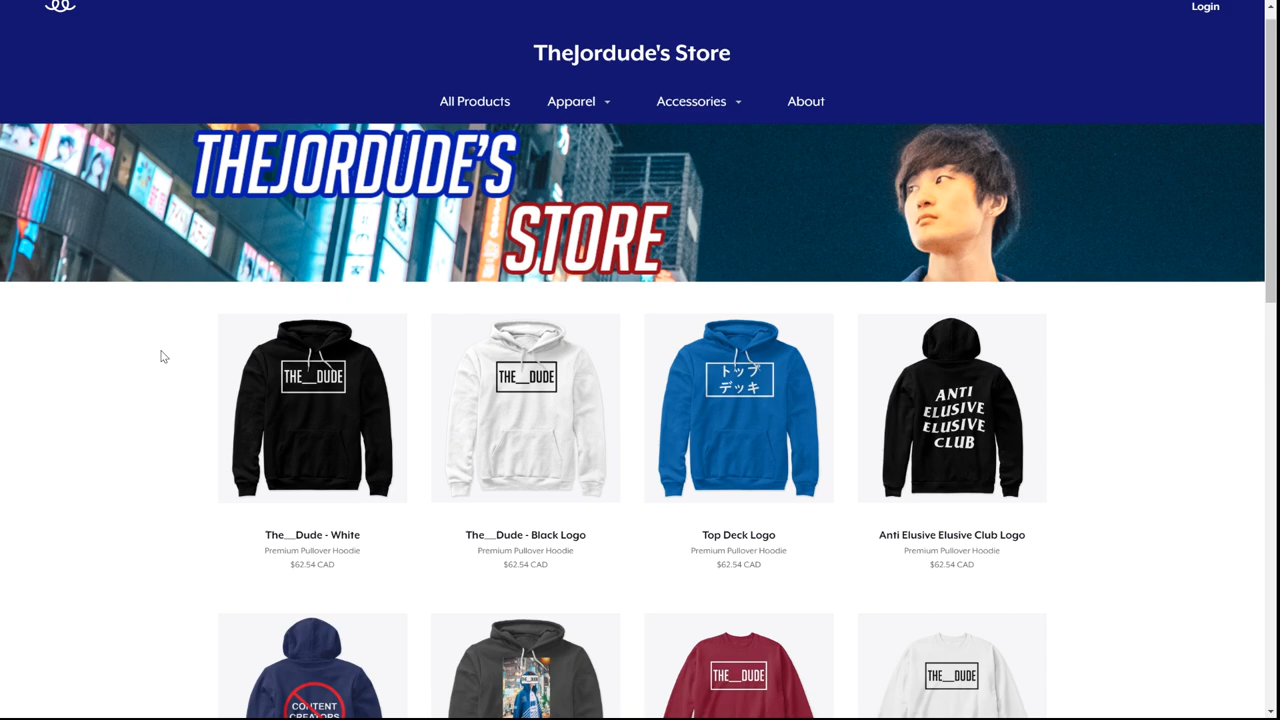 Login
TheJordude's Store
All Products Apparel Accessories About
THEJORDUDE'S
STORE
THE__DUDE
THE__DUDE
トップ
デッキ
ANTI
ELUSIVE
ELUSIVE
CLUB
The__Dude - White
The__Dude - Black Logo
Top Deck Logo
Anti Elusive Elusive Club Logo
Premium Pullover Hoodie
Premium Pullover Hoodie
Premium Pullover Hoodie
Premium Pullover Hoodie
$62.54 CAD
$62.54 CAD
$62.54 CAD
$62.54 CAD
CONTENT
CREATORS
THE__DUDE
THE__DUDE